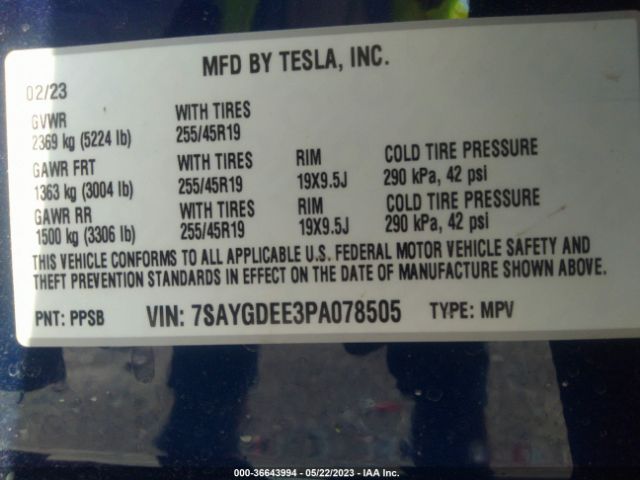 MFD BY TESLA, INC.
02/23
GVWR WITH TIRES
2369 kg (5224 lb) 255/45R19
GAWR FRT WITH TIRES RIM COLD TIRE PRESSURE
1363 kg (3004 lb) 255/45R19 19X9.5J 290 kPa, 42 psi
GAWR RR WITH TIRES RIM COLD TIRE PRESSURE
1500 kg (3306 lb) 255/45R19 19X9.5J 290 kPa, 42 psi
THIS VEHICLE CONFORMS TO ALL APPLICABLE U.S. FEDERAL MOTOR VEHICLE SAFETY AND
THEFT PREVENTION STANDARDS IN EFFECT ON THE DATE OF MANUFACTURE SHOWN ABOVE.
PNT: PPSB VIN: 7SAYGDEE3PA078505 TYPE: MPV
000-36643994 - 05/22/2023 - IAA Inc.